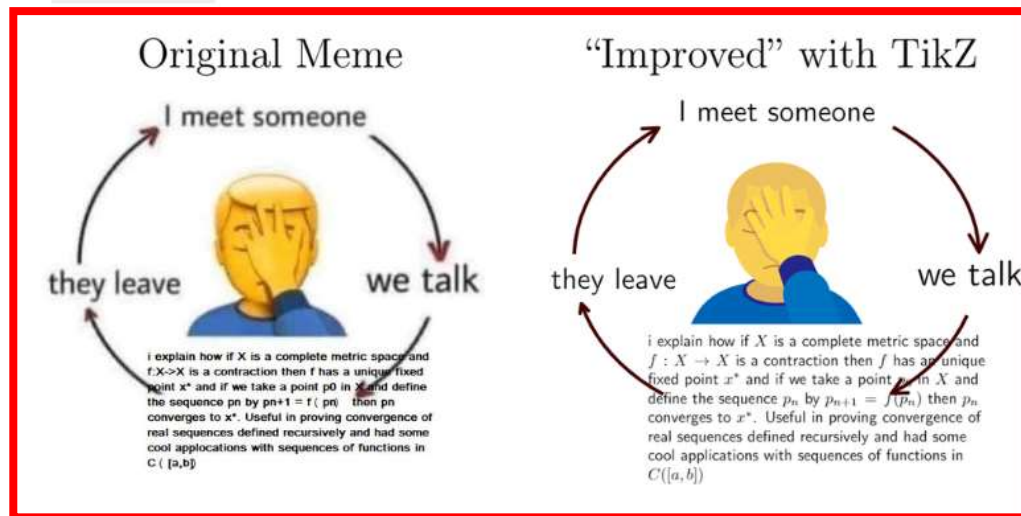 Original Meme
I meet someone
we talk
i explain how if X is a complete metric space and
f:X->X is a contraction then f has a unique fixed
point x* and if we take a point p0 in X and define
the sequence pn by pn+1 = f ( pn) then pn
converges to x*. Useful in proving convergence of
real sequences defined recursively and had some
cool applocations with sequences of functions in
C ( [a,b])
they leave
“Improved” with TikZ
I meet someone
we talk
i explain how if X is a complete metric space and
f : X → X is a contraction then f has an unique
fixed point x* and if we take a point in X and
define the sequence pₙ by pₙ₊₁ = f(pₙ) then pₙ
converges to x*. Useful in proving convergence of
real sequences defined recursively and had some
cool applications with sequences of functions in
C([a, b])
they leave